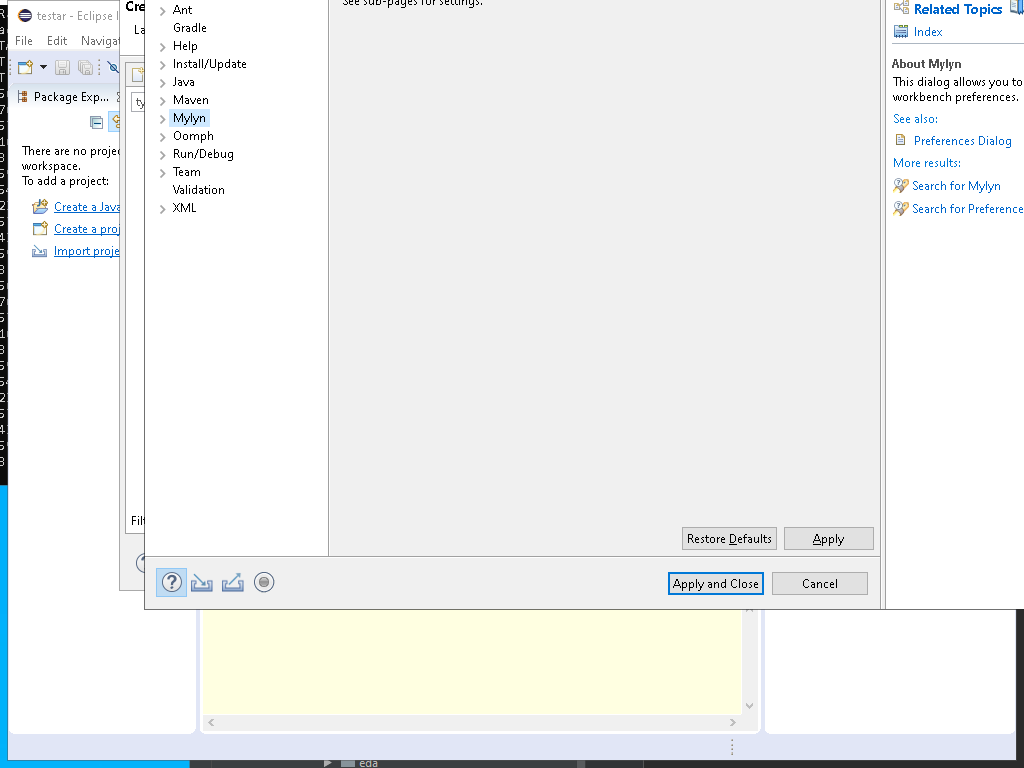 testar - Eclipse I
File Edit Navigat
Package Exp...
There are no projec
workspace.
To add a project:
Create a Java
Create a proj
Import proje
Cre
La
ty
Filt
See sub-pages for settings.
Ant
Gradle
Help
Install/Update
Java
Maven
Mylyn
Oomph
Run/Debug
Team
Validation
XML
Restore Defaults
Apply
Apply and Close
Cancel
Related Topics
Index
About Mylyn
This dialog allows you to
workbench preferences.
See also:
Preferences Dialog
More results:
Search for Mylyn
Search for Preference
eda